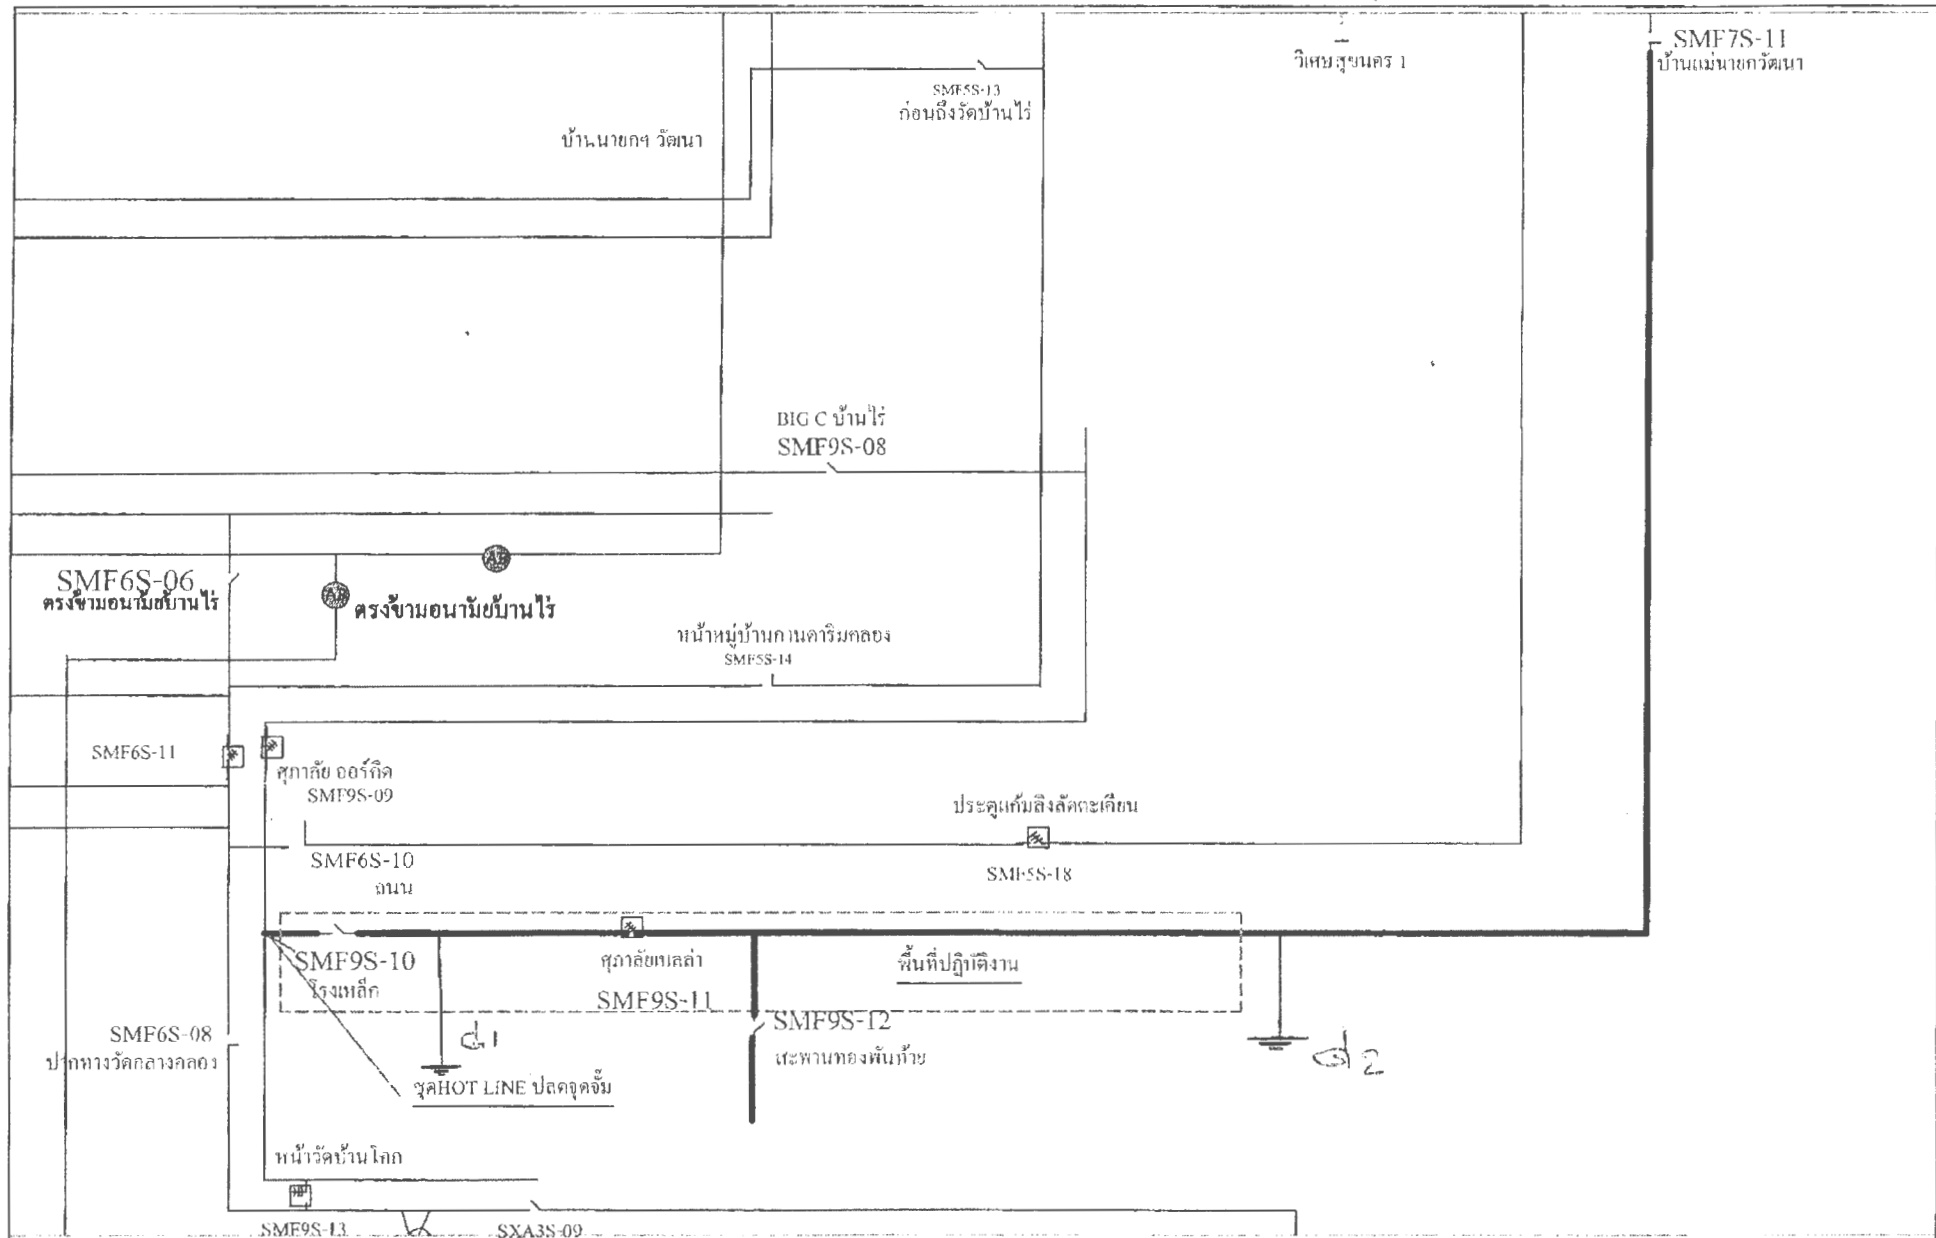 SMF7S-11
บ้านแม่นายกวัฒนา
วิเศษสุขนคร 1
SMF5S-13
ก่อนถึงวัดบ้านไร่
บ้านนายกฯ วัฒนา
BIG C บ้านไร่
SMF9S-08
SMF6S-06
ตรงข้ามอนามัยบ้านไร่
ตรงข้ามอนามัยบ้านไร่
หน้าหมู่บ้านกานดาริมคลอง
SMF5S-14
SMF6S-11
ศุภาลัย ออร์กิด
SMF9S-09
ประตูแก้มลิงลัดตะเคียน
SMF5S-18
SMF6S-10
ถนน
SMF9S-10
โรงเหล็ก
ศุภาลัยเบลล่า
SMF9S-11
พื้นที่ปฏิบัติงาน
SMF9S-12
สะพานทองพันท้าย
SMF6S-08
ปากทางวัดกลางคลอง
ชุดHOT LINE ปลดจุดจั๊ม
หน้าวัดบ้านโคก
SMF9S-13
SXA3S-09